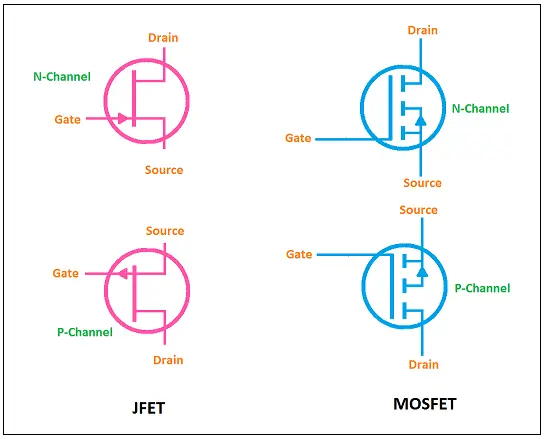 Drain
N-Channel
Gate
Source
Source
Gate
P-Channel
Drain
JFET
Drain
N-Channel
Gate
Source
Source
Gate
P-Channel
Drain
MOSFET